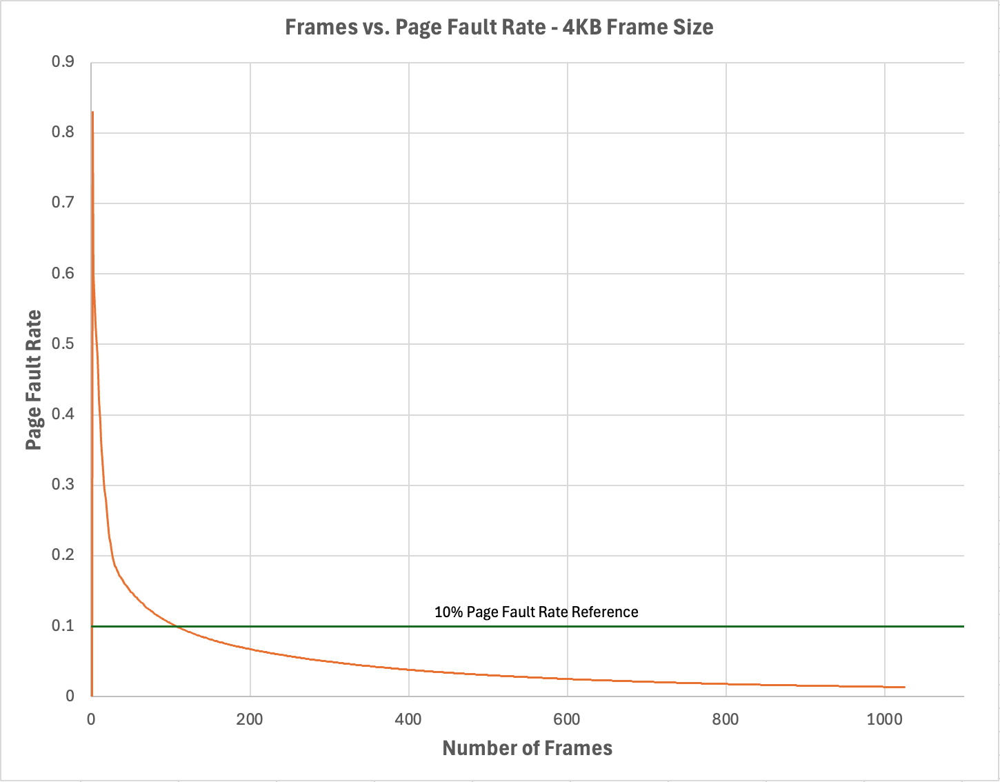 Frames vs. Page Fault Rate - 4KB Frame Size
0.9
0.8
0.7
0.6
0.5
0.4
0.3
0.2
0.1
0
Page Fault Rate
10% Page Fault Rate Reference
0 200 400 600 800 1000
Number of Frames